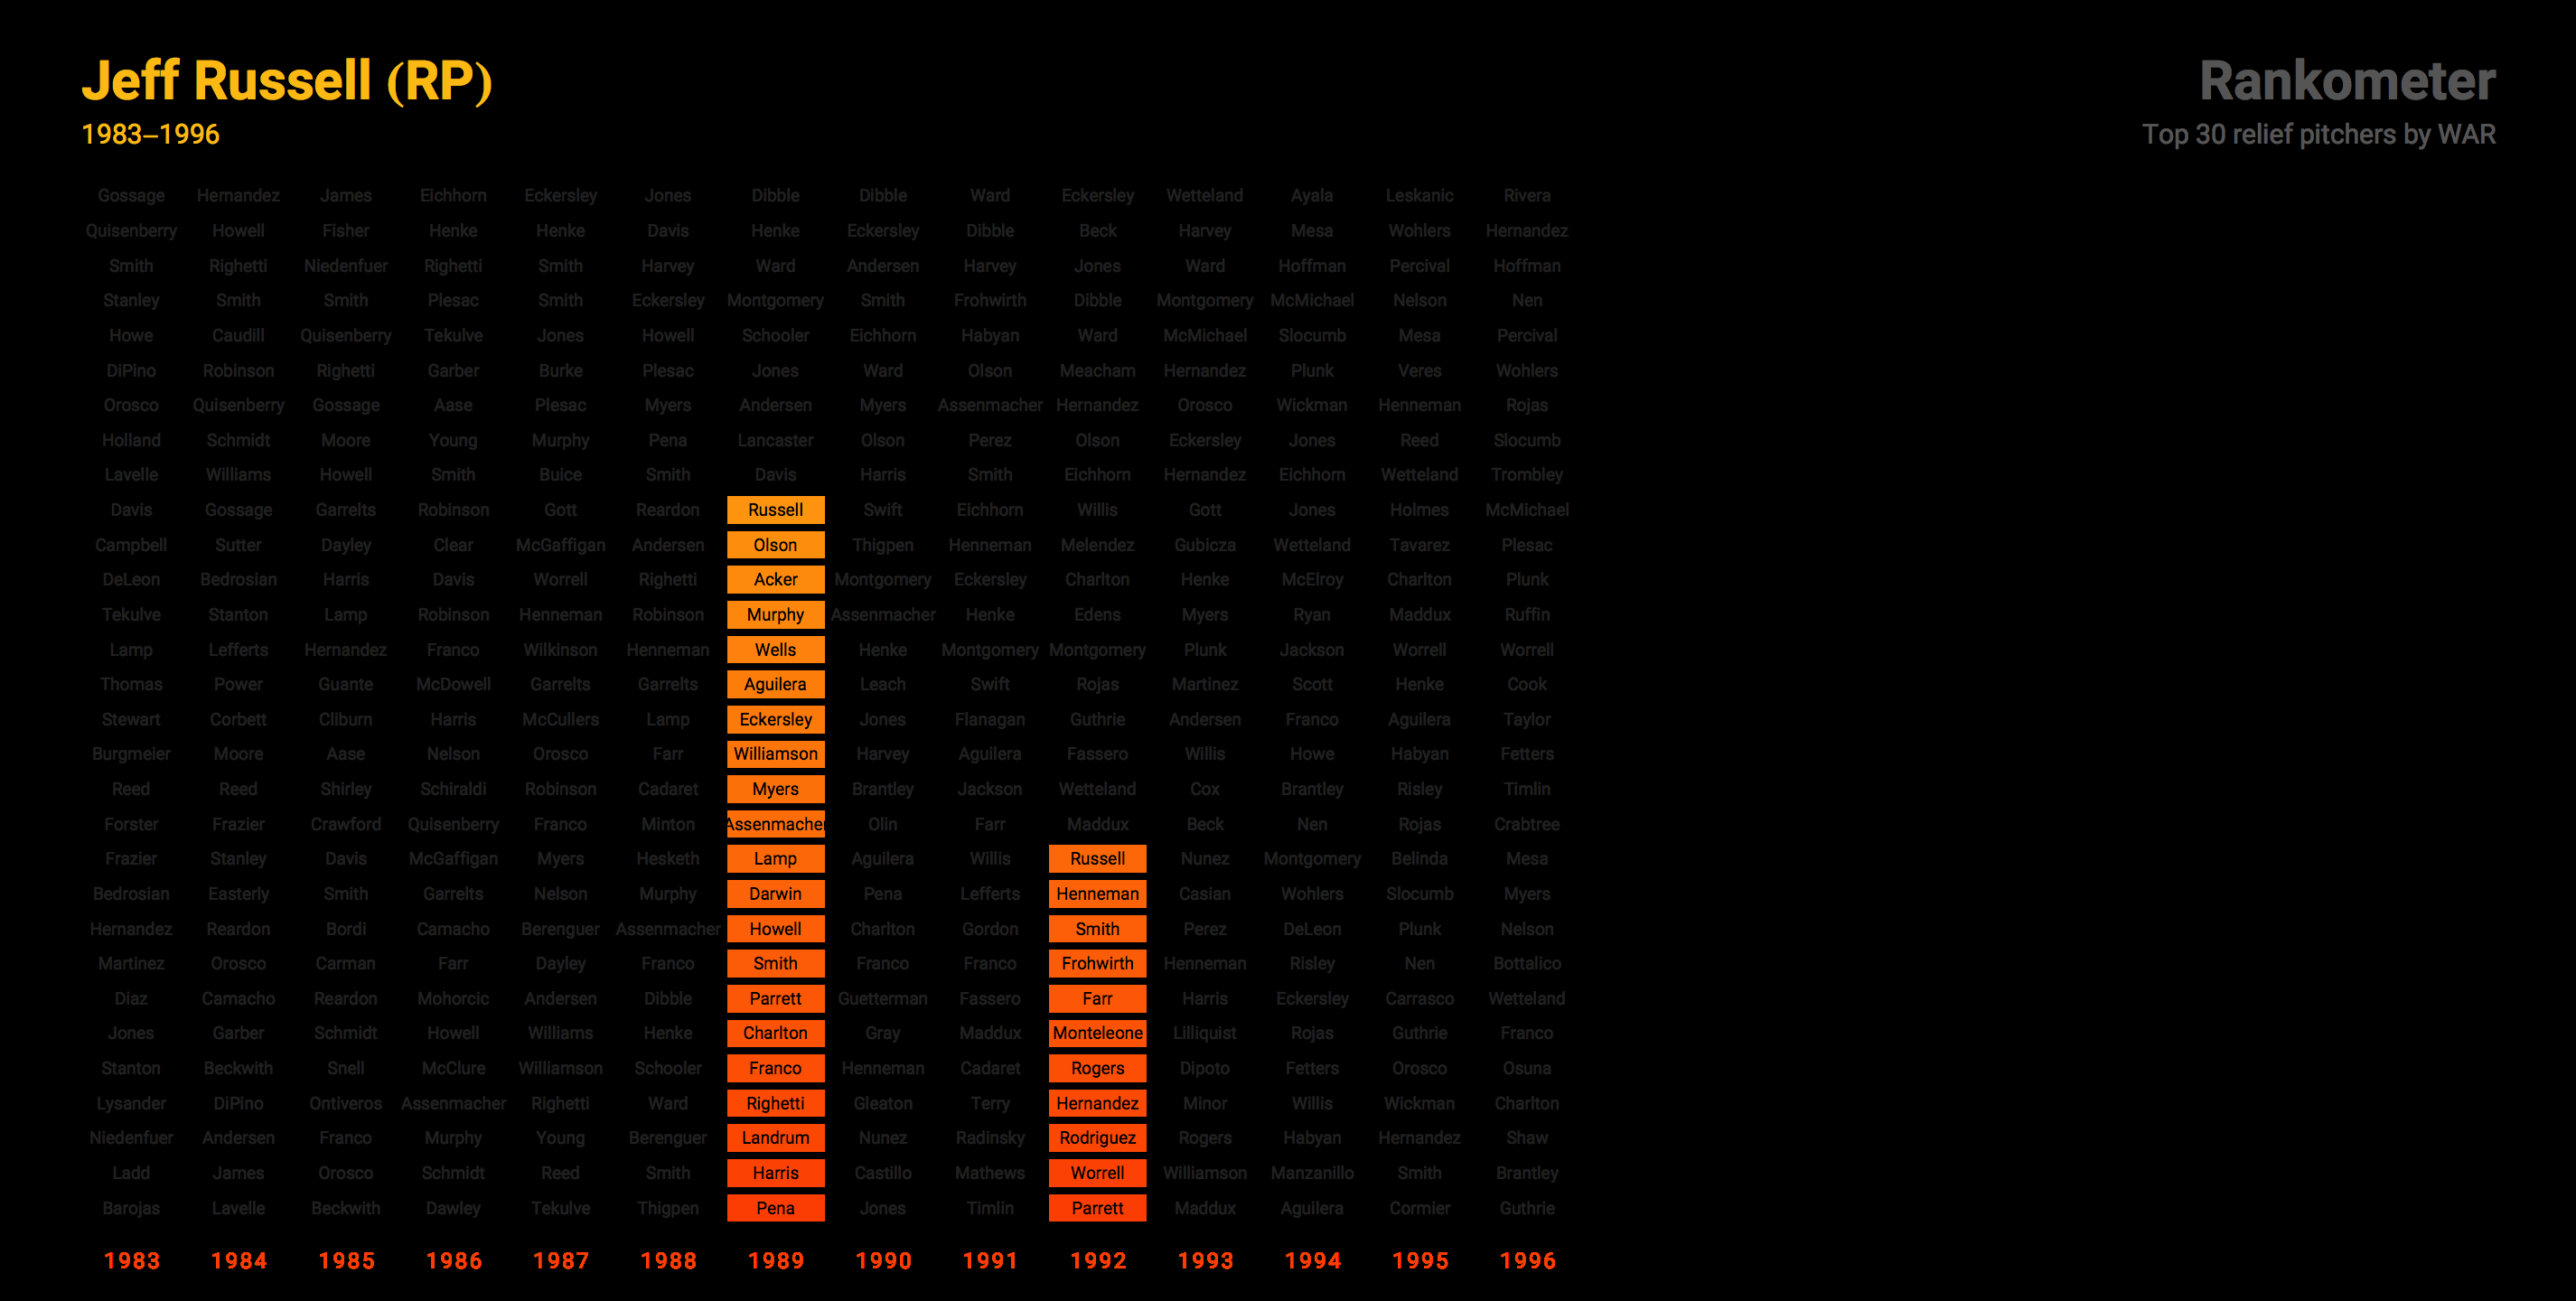 Jeff Russell (RP)
1983–1996
Rankometer
Top 30 relief pitchers by WAR
Gossage Hernandez James Eichhorn Eckersley Jones Dibble Dibble Ward Eckersley Wetteland Ayala Leskanic Rivera
Quisenberry Howell Fisher Henke Henke Davis Henke Eckersley Dibble Beck Harvey Mesa Wohlers Hernandez
Smith Righetti Niedenfuer Righetti Smith Harvey Ward Andersen Harvey Jones Ward Hoffman Percival Hoffman
Stanley Smith Smith Plesac Smith Eckersley Montgomery Smith Frohwirth Dibble Montgomery McMichael Nelson Nen
Howe Caudill Quisenberry Tekulve Jones Howell Schooler Eichhorn Habyan Ward McMichael Slocumb Mesa Percival
DiPino Robinson Righetti Garber Burke Plesac Jones Ward Olson Meacham Hernandez Plunk Veres Wohlers
Orosco Quisenberry Gossage Aase Plesac Myers Andersen Myers Assenmacher Hernandez Orosco Wickman Henneman Rojas
Holland Schmidt Moore Young Murphy Pena Lancaster Olson Perez Olson Eckersley Jones Reed Slocumb
Lavelle Williams Howell Smith Buice Smith Davis Harris Smith Eichhorn Hernandez Eichhorn Wetteland Trombley
Davis Gossage Garrelts Robinson Gott Reardon Russell Swift Eichhorn Willis Gott Jones Holmes McMichael
Campbell Sutter Dayley Clear McGaffigan Andersen Olson Thigpen Henneman Melendez Gubicza Wetteland Tavarez Plesac
DeLeon Bedrosian Harris Davis Worrell Righetti Acker Montgomery Eckersley Charlton Henke McElroy Charlton Plunk
Tekulve Stanton Lamp Robinson Henneman Robinson Murphy Assenmacher Henke Edens Myers Ryan Maddux Ruffin
Lamp Lefferts Hernandez Franco Wilkinson Henneman Wells Henke Montgomery Montgomery Plunk Jackson Worrell Worrell
Thomas Power Guante McDowell Garrelts Garrelts Aguilera Leach Swift Rojas Martinez Scott Henke Cook
Stewart Corbett Cliburn Harris McCullers Lamp Eckersley Jones Flanagan Guthrie Andersen Franco Aguilera Taylor
Burgmeier Moore Aase Nelson Orosco Farr Williamson Harvey Aguilera Fassero Willis Howe Habyan Fetters
Reed Reed Shirley Schiraldi Robinson Cadaret Myers Brantley Jackson Wetteland Cox Brantley Risley Timlin
Forster Frazier Crawford Quisenberry Franco Minton Assenmacher Olin Farr Maddux Beck Nen Rojas Crabtree
Frazier Stanley Davis McGaffigan Myers Hesketh Lamp Aguilera Willis Russell Nunez Montgomery Belinda Mesa
Bedrosian Easterly Smith Garrelts Nelson Murphy Darwin Pena Lefferts Henneman Casian Wohlers Slocumb Myers
Hernandez Reardon Bordi Camacho Berenguer Assenmacher Howell Charlton Gordon Smith Perez DeLeon Plunk Nelson
Martinez Orosco Carman Farr Dayley Franco Smith Franco Franco Frohwirth Henneman Risley Nen Bottalico
Diaz Camacho Reardon Mohorcic Andersen Dibble Parrett Guetterman Fassero Farr Harris Eckersley Carrasco Wetteland
Jones Garber Schmidt Howell Williams Henke Charlton Gray Maddux Monteleone Lilliquist Rojas Guthrie Franco
Stanton Beckwith Snell McClure Williamson Schooler Franco Henneman Cadaret Rogers Dipoto Fetters Orosco Osuna
Lysander DiPino Ontiveros Assenmacher Righetti Ward Righetti Gleaton Terry Hernandez Minor Willis Wickman Charlton
Niedenfuer Andersen Franco Murphy Young Berenguer Landrum Nunez Radinsky Rodriguez Rogers Habyan Hernandez Shaw
Ladd James Orosco Schmidt Reed Smith Harris Castillo Mathews Worrell Williamson Manzanillo Smith Brantley
Barojas Lavelle Beckwith Dawley Tekulve Thigpen Pena Jones Timlin Parrett Maddux Aguilera Cormier Guthrie
1983 1984 1985 1986 1987 1988 1989 1990 1991 1992 1993 1994 1995 1996